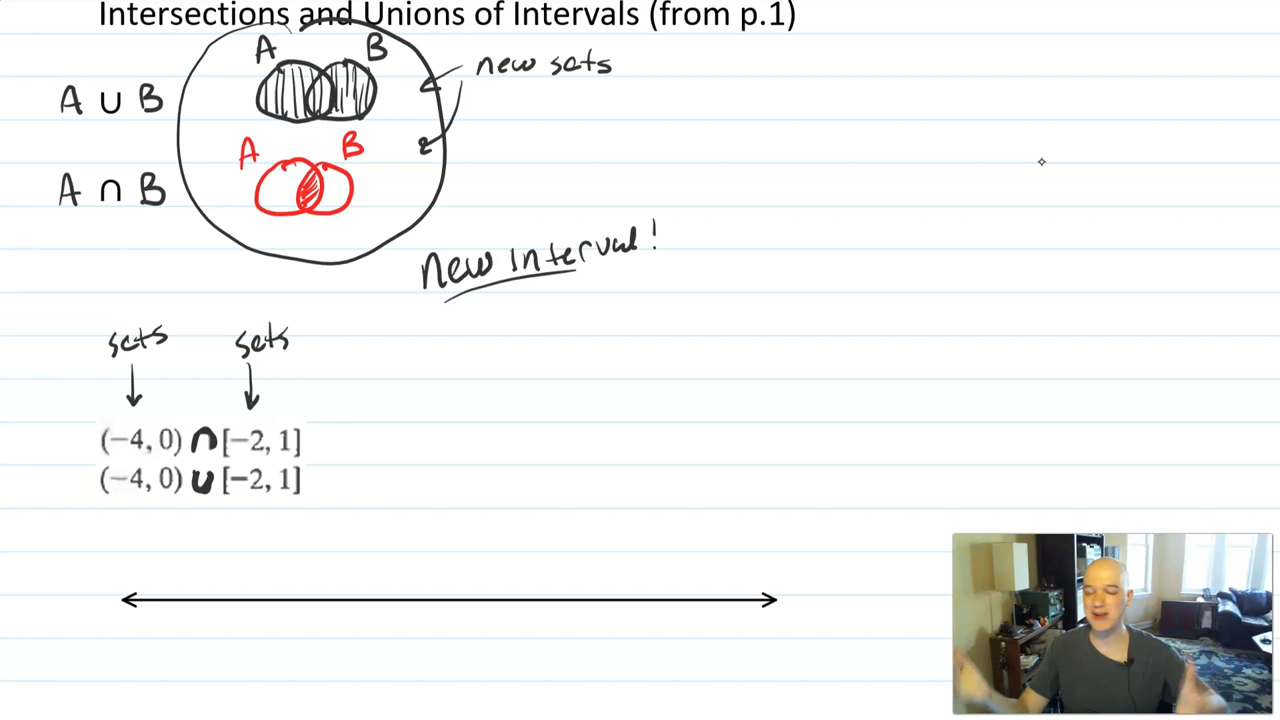 Intersections and Unions of Intervals (from p.1)
A B
new sets
A ∪ B
A B
A ∩ B
New interval!
sets sets
(−4, 0) ∩ [−2, 1]
(−4, 0) ∪ [−2, 1]